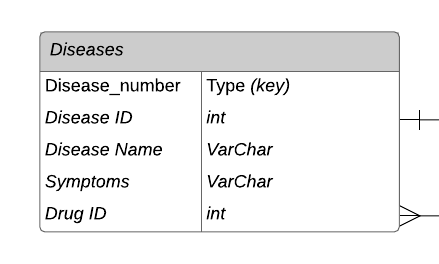 Diseases
Disease_number Type (key)
Disease ID int
Disease Name VarChar
Symptoms VarChar
Drug ID int